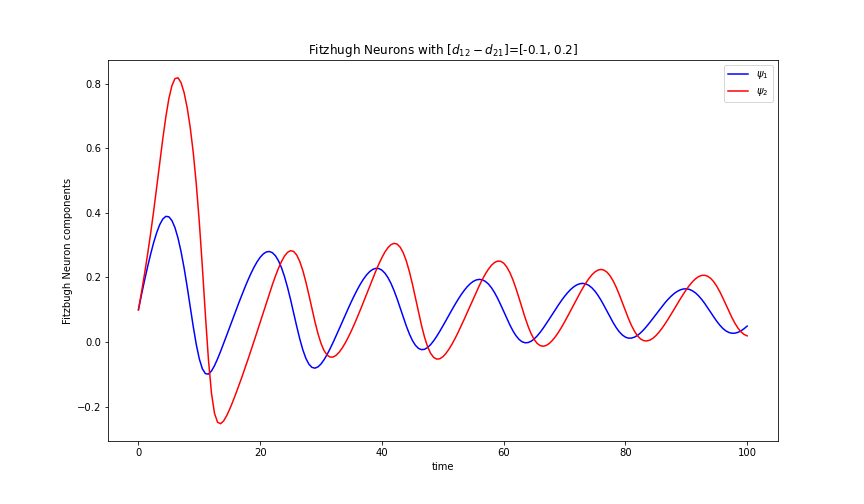 Fitzhugh Neurons with [d₁₂ − d₂₁]=[-0.1, 0.2]
ψ₁
ψ₂
Fitzbugh Neuron components
0.8
0.6
0.4
0.2
0.0
−0.2
0 20 40 60 80 100
time